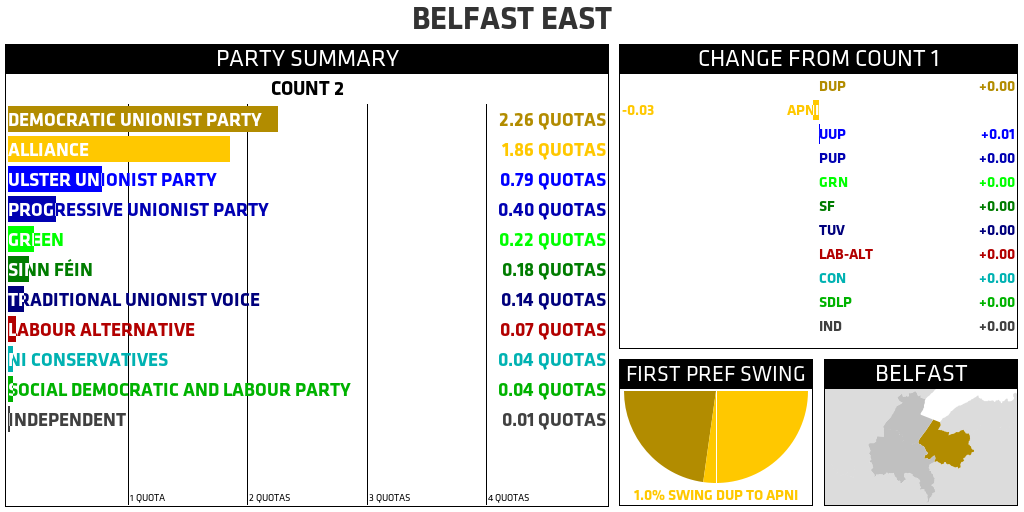 BELFAST EAST
PARTY SUMMARY
COUNT 2
DEMOCRATIC UNIONIST PARTY 2.26 QUOTAS
ALLIANCE 1.86 QUOTAS
ULSTER UNIONIST PARTY 0.79 QUOTAS
PROGRESSIVE UNIONIST PARTY 0.40 QUOTAS
GREEN 0.22 QUOTAS
SINN FÉIN 0.18 QUOTAS
TRADITIONAL UNIONIST VOICE 0.14 QUOTAS
LABOUR ALTERNATIVE 0.07 QUOTAS
NI CONSERVATIVES 0.04 QUOTAS
SOCIAL DEMOCRATIC AND LABOUR PARTY 0.04 QUOTAS
INDEPENDENT 0.01 QUOTAS
1 QUOTA 2 QUOTAS 3 QUOTAS 4 QUOTAS
CHANGE FROM COUNT 1
DUP +0.00
-0.03 APNI
UUP +0.01
PUP +0.00
GRN +0.00
SF +0.00
TUV +0.00
LAB-ALT +0.00
CON +0.00
SDLP +0.00
IND +0.00
FIRST PREF SWING
1.0% SWING DUP TO APNI
BELFAST